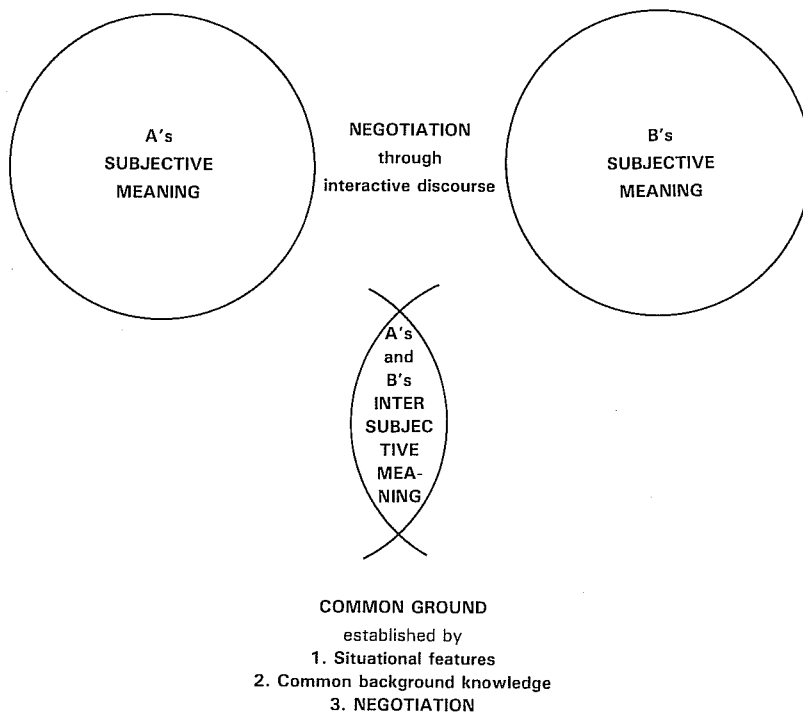 A's
SUBJECTIVE
MEANING
NEGOTIATION
through
interactive discourse
B's
SUBJECTIVE
MEANING
A's
and
B's
INTER
SUBJEC
TIVE
MEA-
NING
COMMON GROUND
established by
1. Situational features
2. Common background knowledge
3. NEGOTIATION